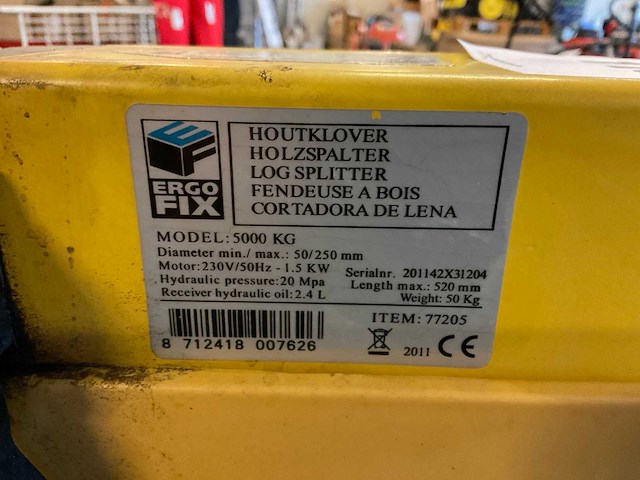 EF
ERGO
FIX
HOUTKLOVER
HOLZSPALTER
LOG SPLITTER
FENDEUSE A BOIS
CORTADORA DE LENA
MODEL: 5000 KG
Diameter min./ max.: 50/250 mm
Motor:230V/50Hz - 1.5 KW
Hydraulic pressure:20 Mpa
Receiver hydraulic oil: 2.4 L
Serialnr. 201142X31204
Length max.: 520 mm
Weight: 50 Kg
8 712418 007626
ITEM: 77205
2011 CE